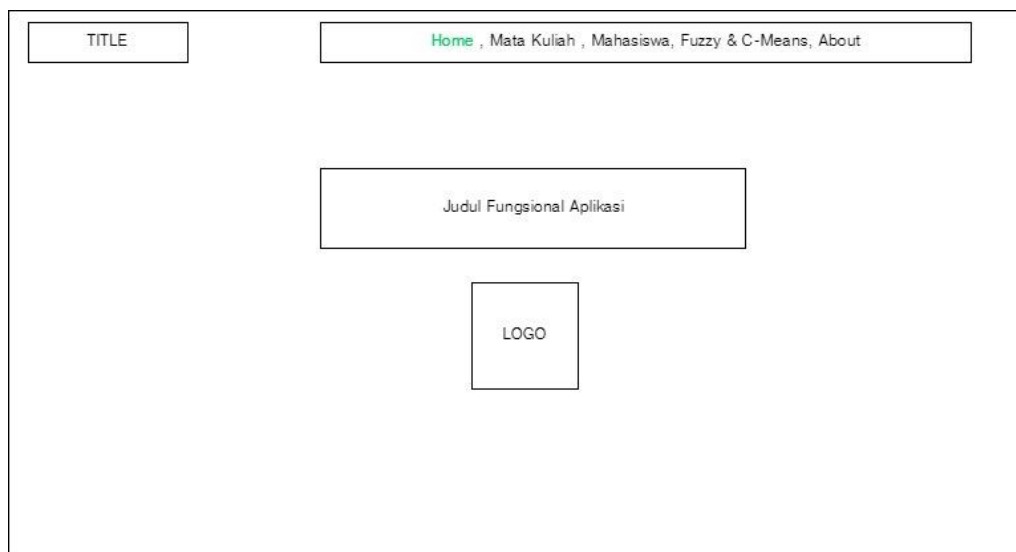 TITLE
Home , Mata Kuliah , Mahasiswa, Fuzzy & C-Means, About
Judul Fungsional Aplikasi
LOGO